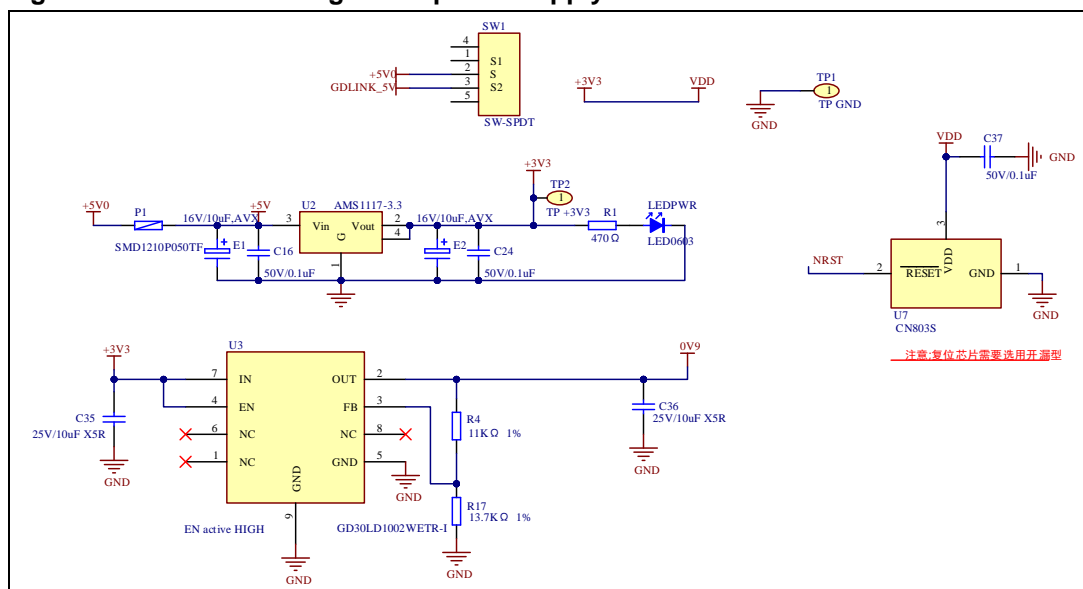 SW1
4
1
S1
+5V0
2
S
GDLINK_5V
3
S2
5
SW-SPDT
+3V3
VDD
TP1
1
TP GND
GND
VDD
C37
GND
50V/0.1uF
3
VDD
NRST
2
RESET
GND
1
GND
U7
CN803S
注意:复位芯片需要选用开漏型
+3V3
TP2
1
TP +3V3
+5V0
P1
SMD1210P050TF
16V/10uF,AVX
+5V
E1
C16
50V/0.1uF
U2
AMS1117-3.3
3
Vin
Vout
2
4
G
1
GND
16V/10uF,AVX
E2
C24
50V/0.1uF
R1
470Ω
LEDPWR
LED0603
+3V3
C35
25V/10uF X5R
GND
U3
7
IN
OUT
2
4
EN
FB
3
6
NC
NC
8
1
NC
GND
5
GND
GND
9
GND
EN active HIGH
GD30LD1002WETR-I
R4
11KΩ 1%
R17
13.7KΩ 1%
GND
0V9
C36
25V/10uF X5R
GND